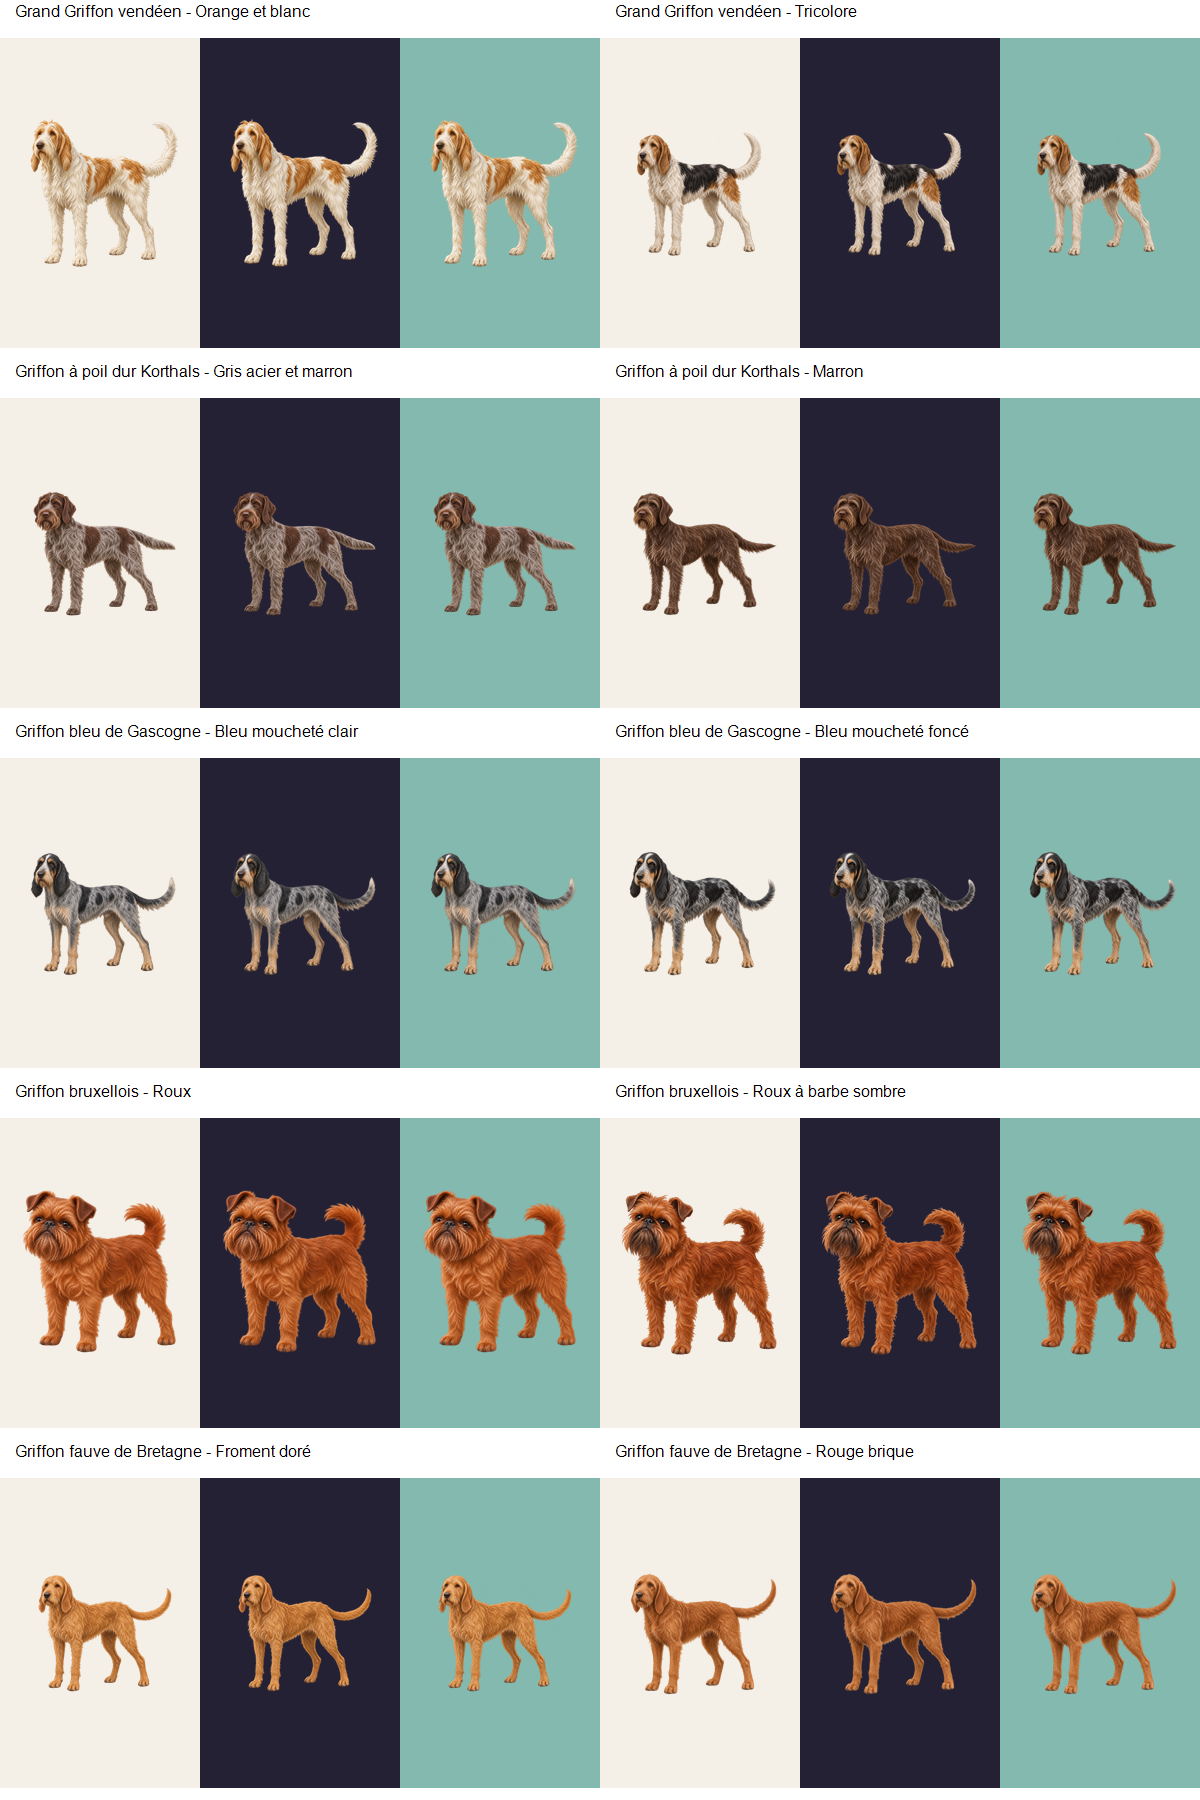 Grand Griffon vendéen - Orange et blanc
Grand Griffon vendéen - Tricolore
Griffon à poil dur Korthals - Gris acier et marron
Griffon à poil dur Korthals - Marron
Griffon bleu de Gascogne - Bleu moucheté clair
Griffon bleu de Gascogne - Bleu moucheté foncé
Griffon bruxellois - Roux
Griffon bruxellois - Roux à barbe sombre
Griffon fauve de Bretagne - Froment doré
Griffon fauve de Bretagne - Rouge brique